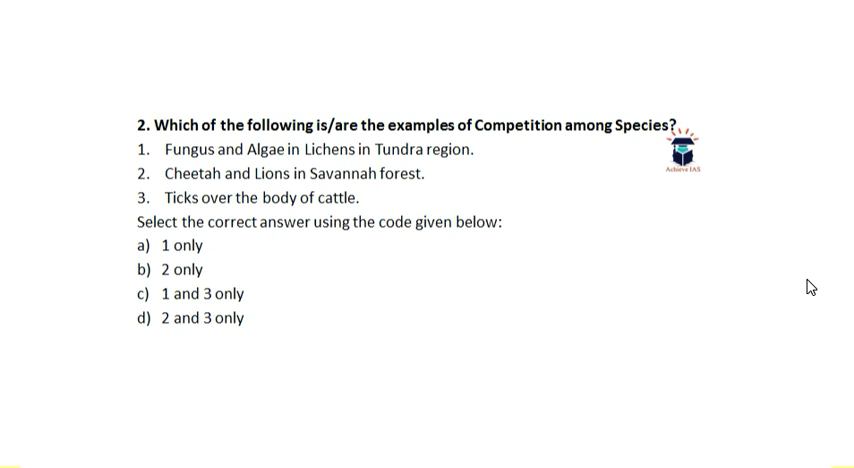 2. Which of the following is/are the examples of Competition among Species?
1. Fungus and Algae in Lichens in Tundra region.
Achieve IAS
2. Cheetah and Lions in Savannah forest.
3. Ticks over the body of cattle.
Select the correct answer using the code given below:
a) 1 only
b) 2 only
c) 1 and 3 only
d) 2 and 3 only